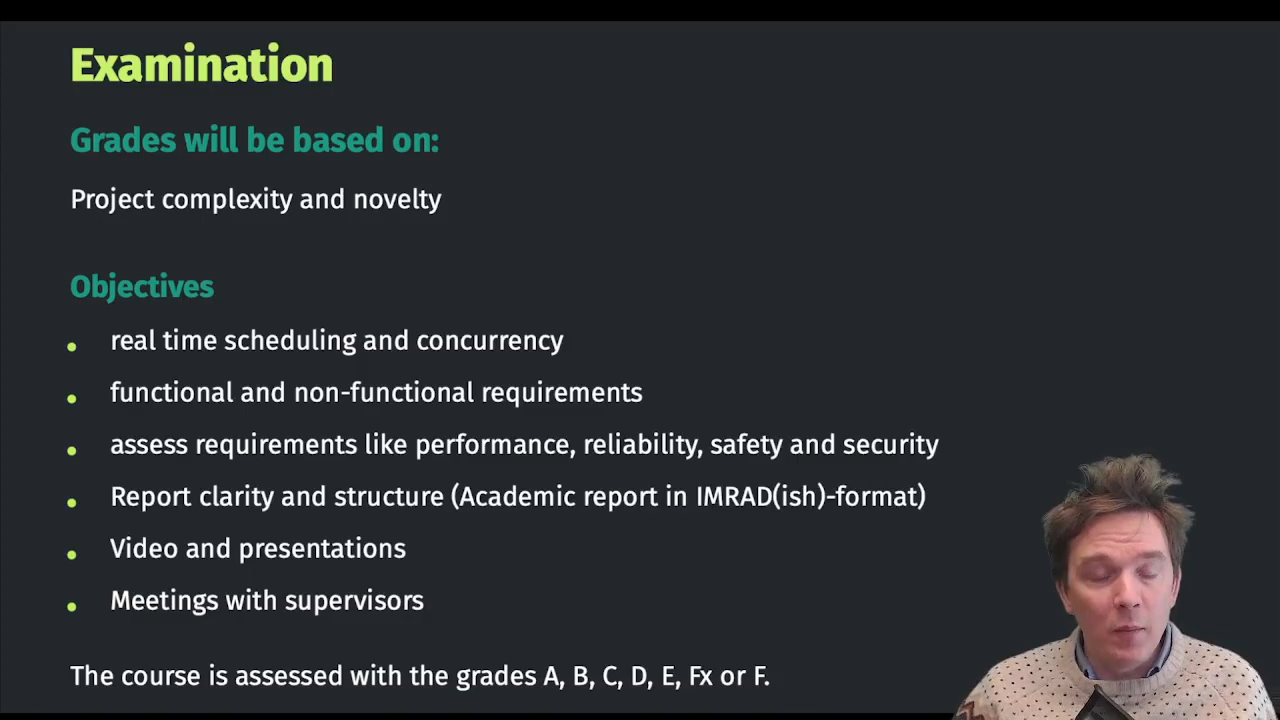 Examination
Grades will be based on:
Project complexity and novelty
Objectives
real time scheduling and concurrency
functional and non-functional requirements
assess requirements like performance, reliability, safety and security
Report clarity and structure (Academic report in IMRAD(ish)-format)
Video and presentations
Meetings with supervisors
The course is assessed with the grades A, B, C, D, E, Fx or F.